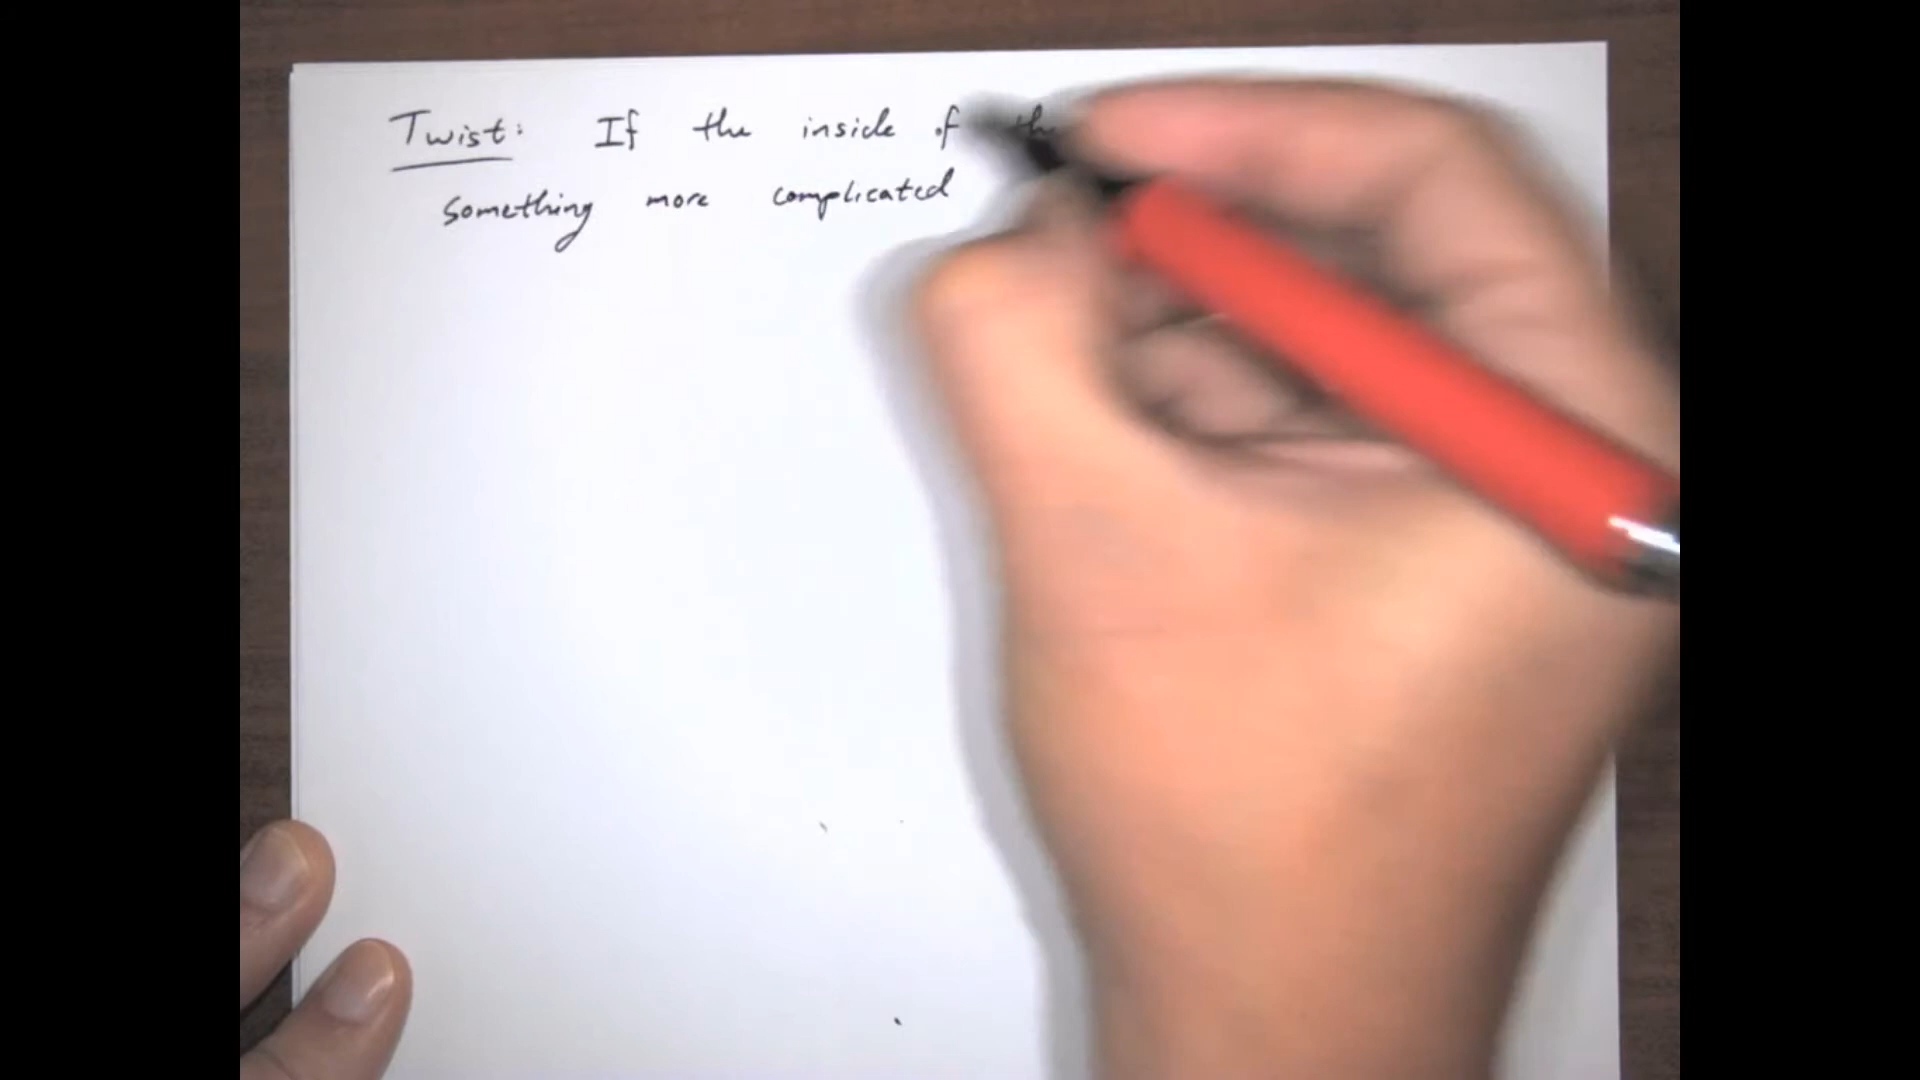 Twist: If the inside of
something more complicated